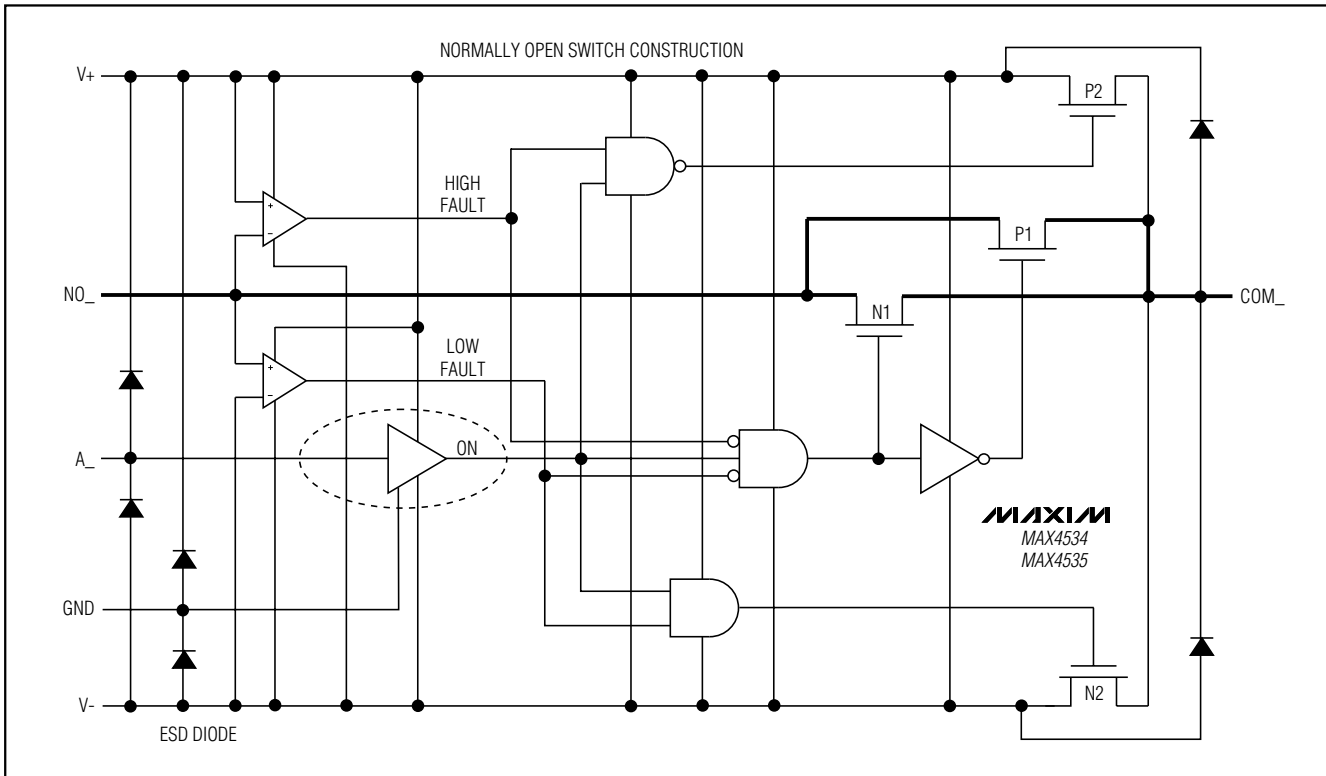 NORMALLY OPEN SWITCH CONSTRUCTION
V+
P2
HIGH
FAULT
+
−
P1
NO_
COM_
N1
LOW
FAULT
+
−
ON
A_
MAXIM
MAX4534
MAX4535
GND
N2
V-
ESD DIODE